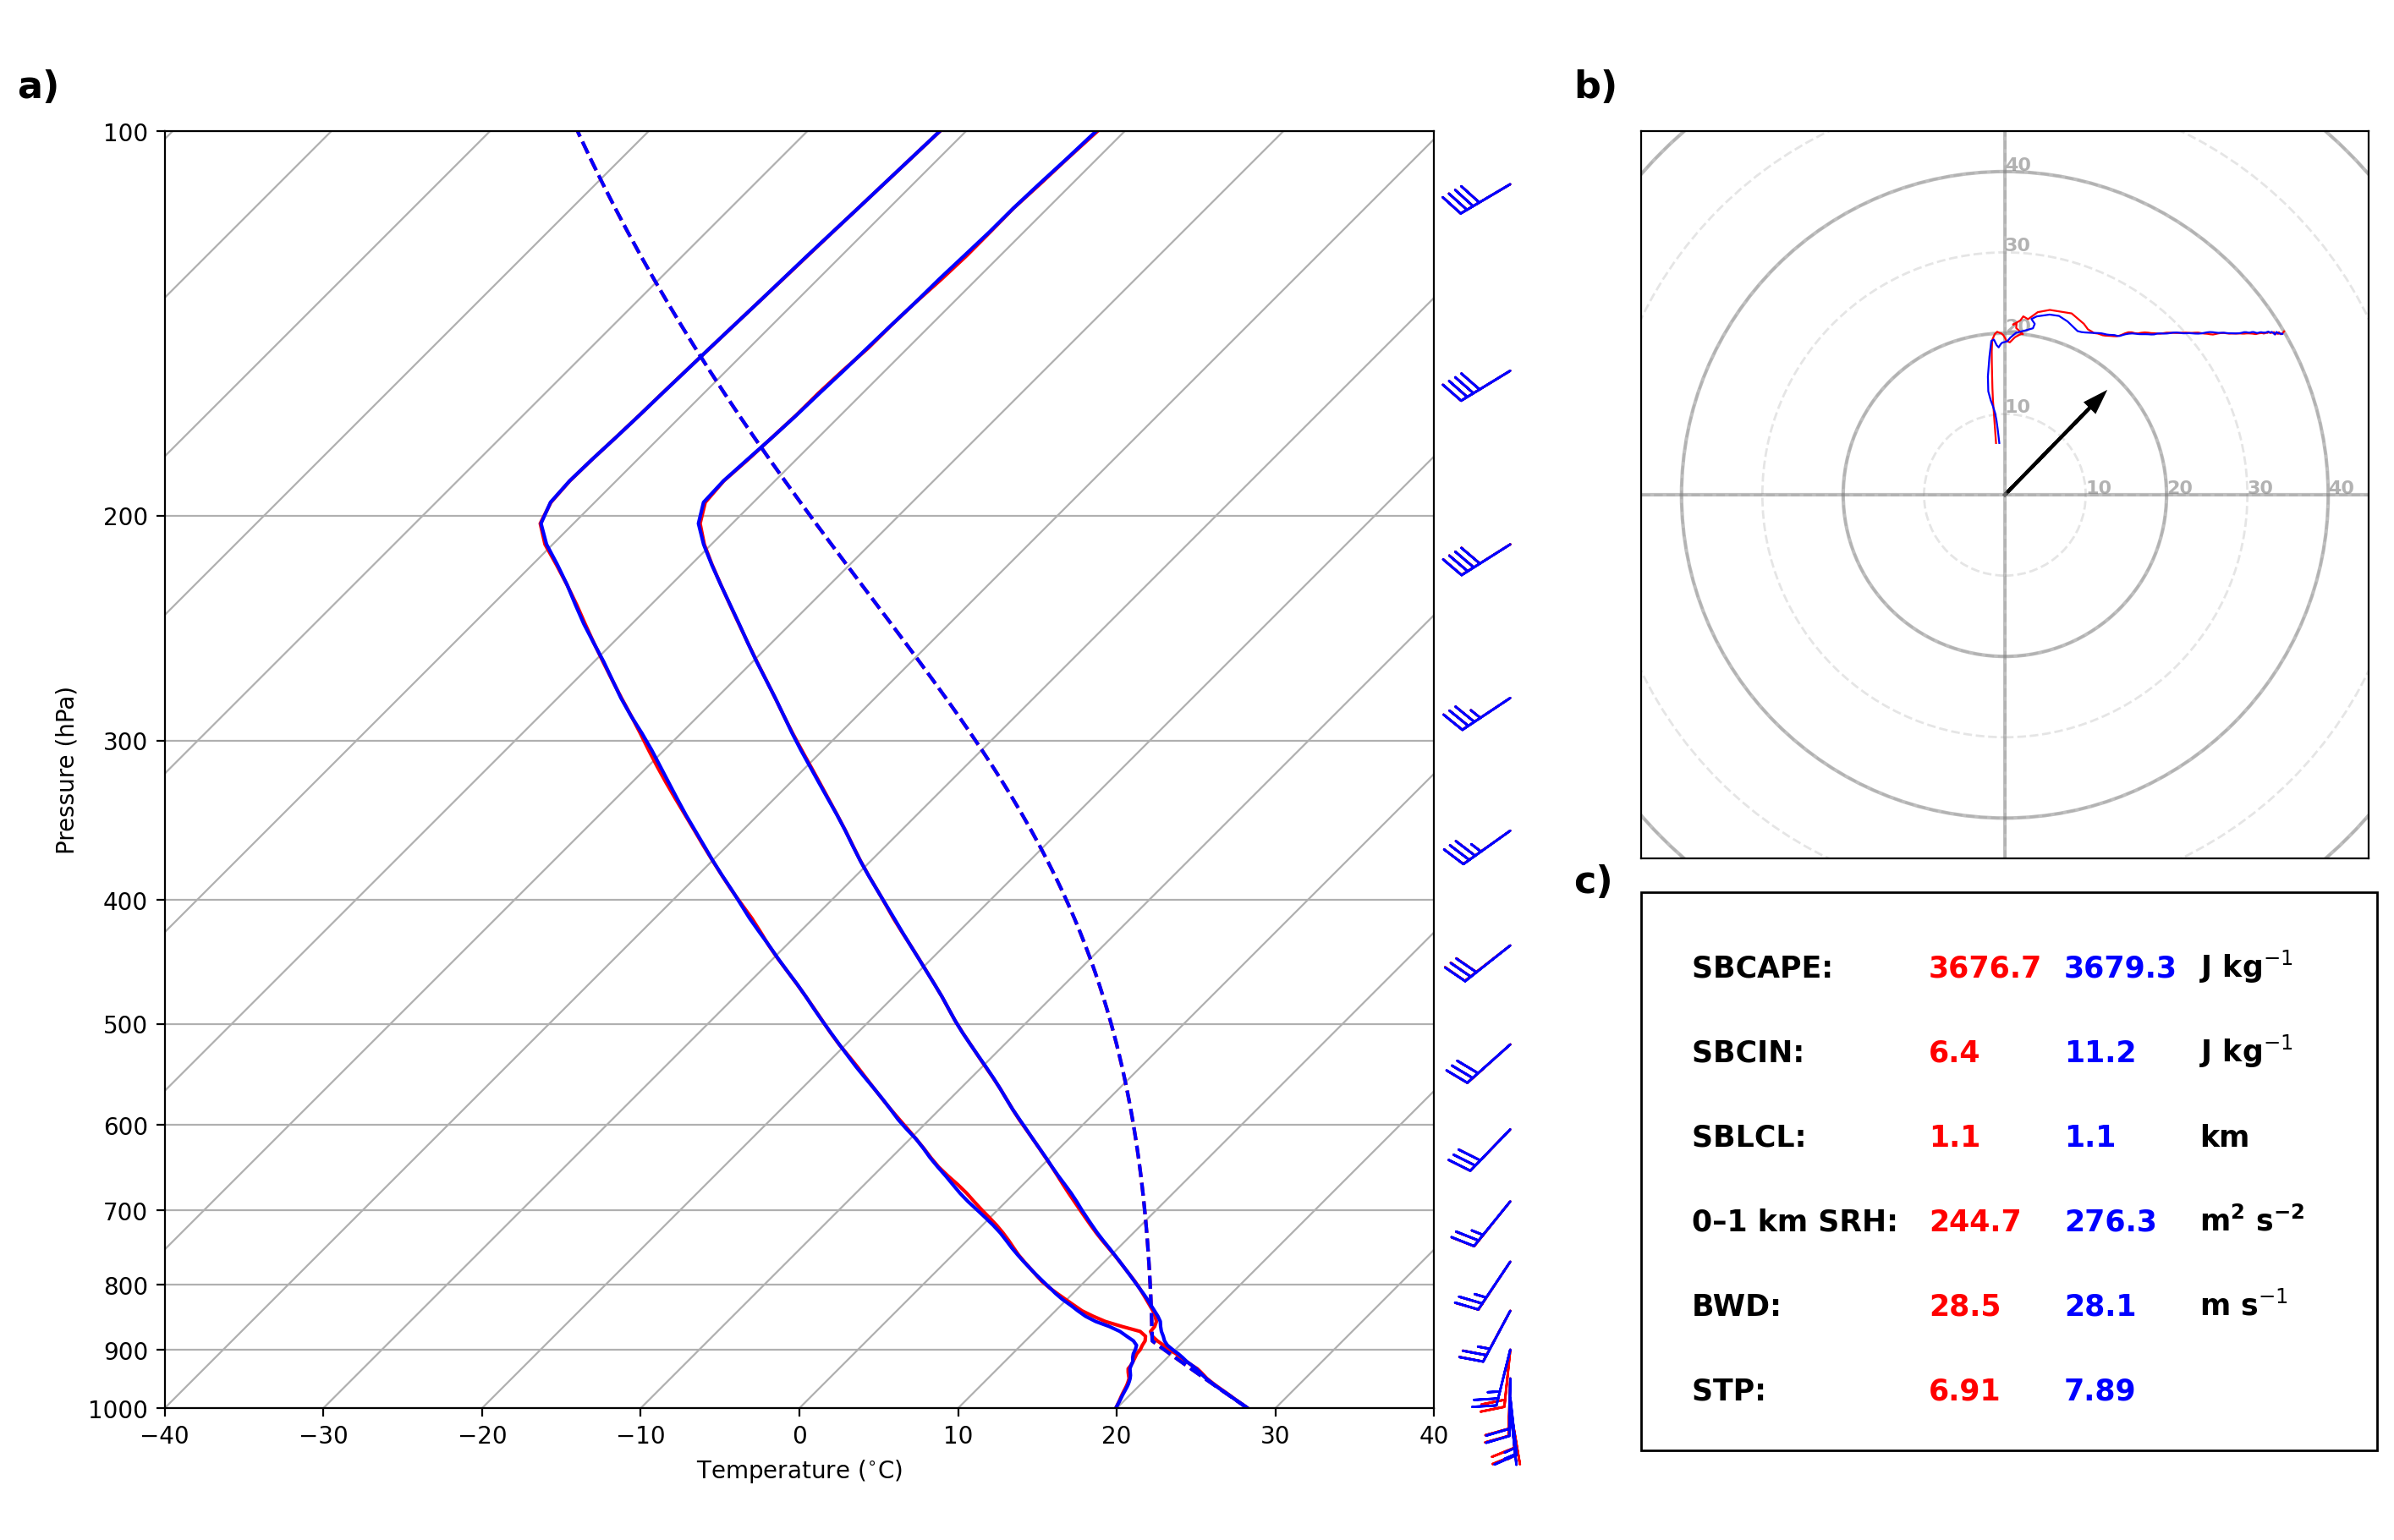 a)
100
200
300
400
500
600
700
800
900
1000
Pressure (hPa)
−40 −30 −20 −10 0 10 20 30 40
Temperature (°C)
b)
40
30
20
10
10 20 30 40
c)
SBCAPE: 3676.7 3679.3 J kg⁻¹
SBCIN: 6.4 11.2 J kg⁻¹
SBLCL: 1.1 1.1 km
0–1 km SRH: 244.7 276.3 m² s⁻²
BWD: 28.5 28.1 m s⁻¹
STP: 6.91 7.89